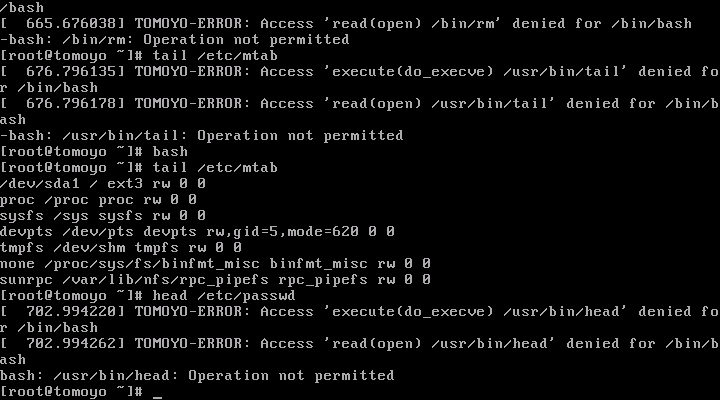 /bash
[  665.676038] TOMOYO-ERROR: Access 'read(open) /bin/rm' denied for /bin/bash
-bash: /bin/rm: Operation not permitted
[root@tomoyo ~]# tail /etc/mtab
[  676.796135] TOMOYO-ERROR: Access 'execute(do_execve) /usr/bin/tail' denied fo
r /bin/bash
[  676.796178] TOMOYO-ERROR: Access 'read(open) /usr/bin/tail' denied for /bin/b
ash
-bash: /usr/bin/tail: Operation not permitted
[root@tomoyo ~]# bash
[root@tomoyo ~]# tail /etc/mtab
/dev/sda1 / ext3 rw 0 0
proc /proc proc rw 0 0
sysfs /sys sysfs rw 0 0
devpts /dev/pts devpts rw,gid=5,mode=620 0 0
tmpfs /dev/shm tmpfs rw 0 0
none /proc/sys/fs/binfmt_misc binfmt_misc rw 0 0
sunrpc /var/lib/nfs/rpc_pipefs rpc_pipefs rw 0 0
[root@tomoyo ~]# head /etc/passwd
[  702.994220] TOMOYO-ERROR: Access 'execute(do_execve) /usr/bin/head' denied fo
r /bin/bash
[  702.994262] TOMOYO-ERROR: Access 'read(open) /usr/bin/head' denied for /bin/b
ash
bash: /usr/bin/head: Operation not permitted
[root@tomoyo ~]# _